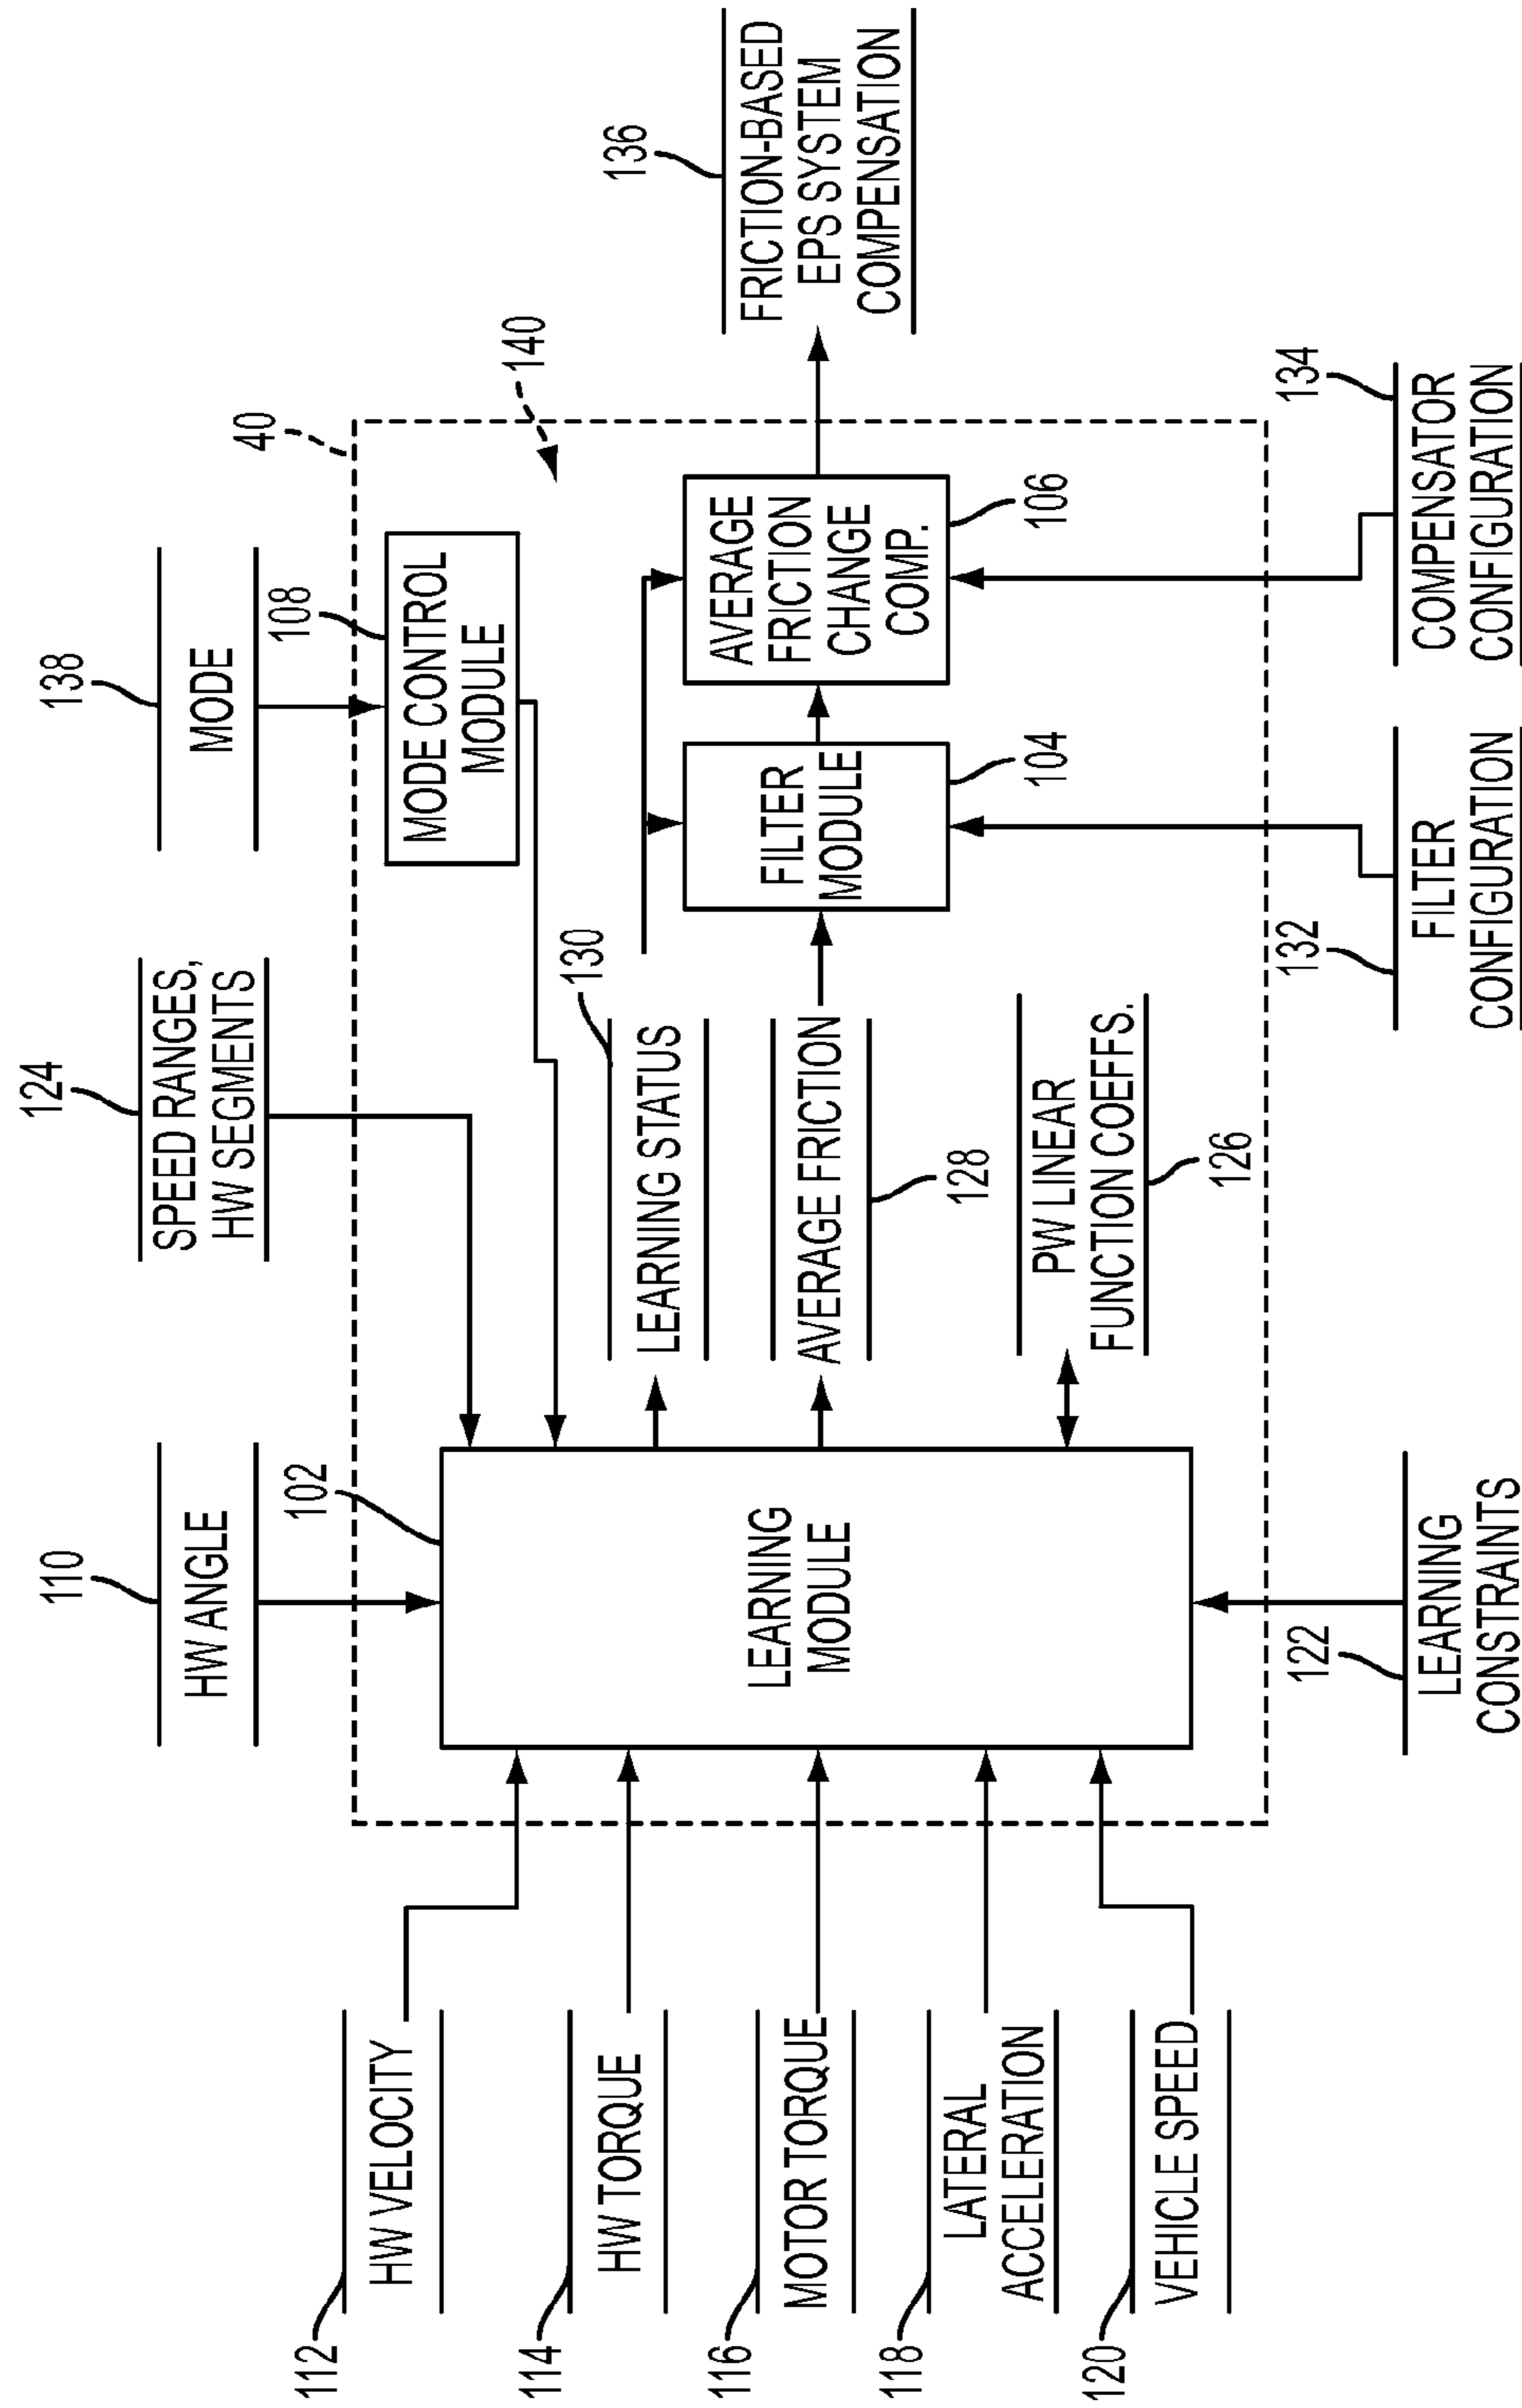 138
MODE
124
SPEED RANGES,
HW SEGMENTS
110
HW ANGLE
40
140
108
MODE CONTROL
MODULE
136
FRICTION-BASED
EPS SYSTEM
COMPENSATION
102
LEARNING
MODULE
130
LEARNING STATUS
AVERAGE FRICTION
128
PW LINEAR
FUNCTION COEFFS.
126
FILTER
MODULE
104
AVERAGE
FRICTION
CHANGE
COMP.
106
112
HW VELOCITY
114
HW TORQUE
116
MOTOR TORQUE
118
LATERAL
ACCELERATION
120
VEHICLE SPEED
122
LEARNING
CONSTRAINTS
132
FILTER
CONFIGURATION
134
COMPENSATOR
CONFIGURATION